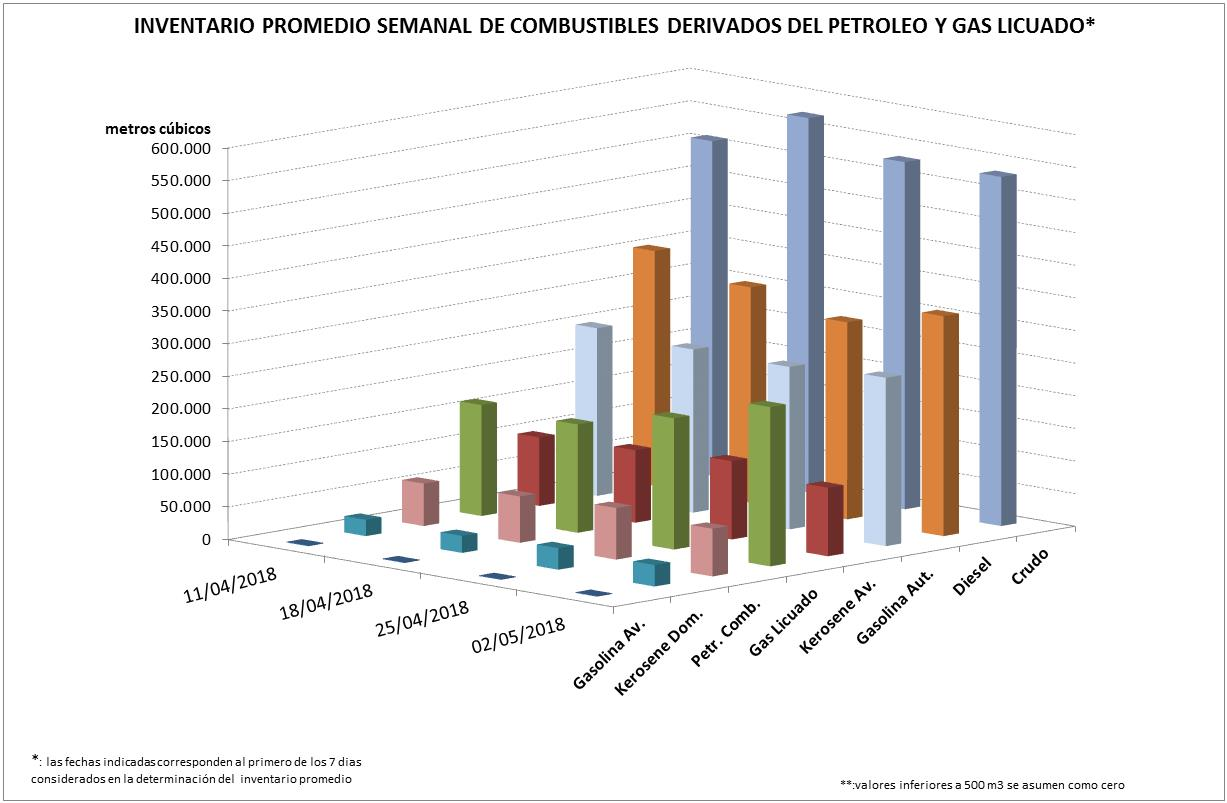 INVENTARIO PROMEDIO SEMANAL DE COMBUSTIBLES DERIVADOS DEL PETROLEO Y GAS LICUADO*
metros cúbicos
600.000
550.000
500.000
450.000
400.000
350.000
300.000
250.000
200.000
150.000
100.000
50.000
0
11/04/2018
18/04/2018
25/04/2018
02/05/2018
Gasolina Av.
Kerosene Dom.
Petr. Comb.
Gas Licuado
Kerosene Av.
Gasolina Aut.
Diesel
Crudo
*: las fechas indicadas corresponden al primero de los 7 dias
considerados en la determinación del inventario promedio
**:valores inferiores a 500 m3 se asumen como cero